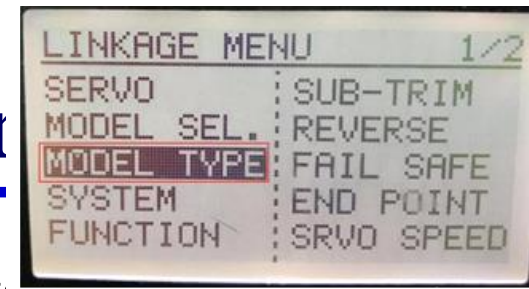 LINKAGE MENU 1/2
SERVO
MODEL SEL.
MODEL TYPE
SYSTEM
FUNCTION
SUB-TRIM
REVERSE
FAIL SAFE
END POINT
SRVO SPEED